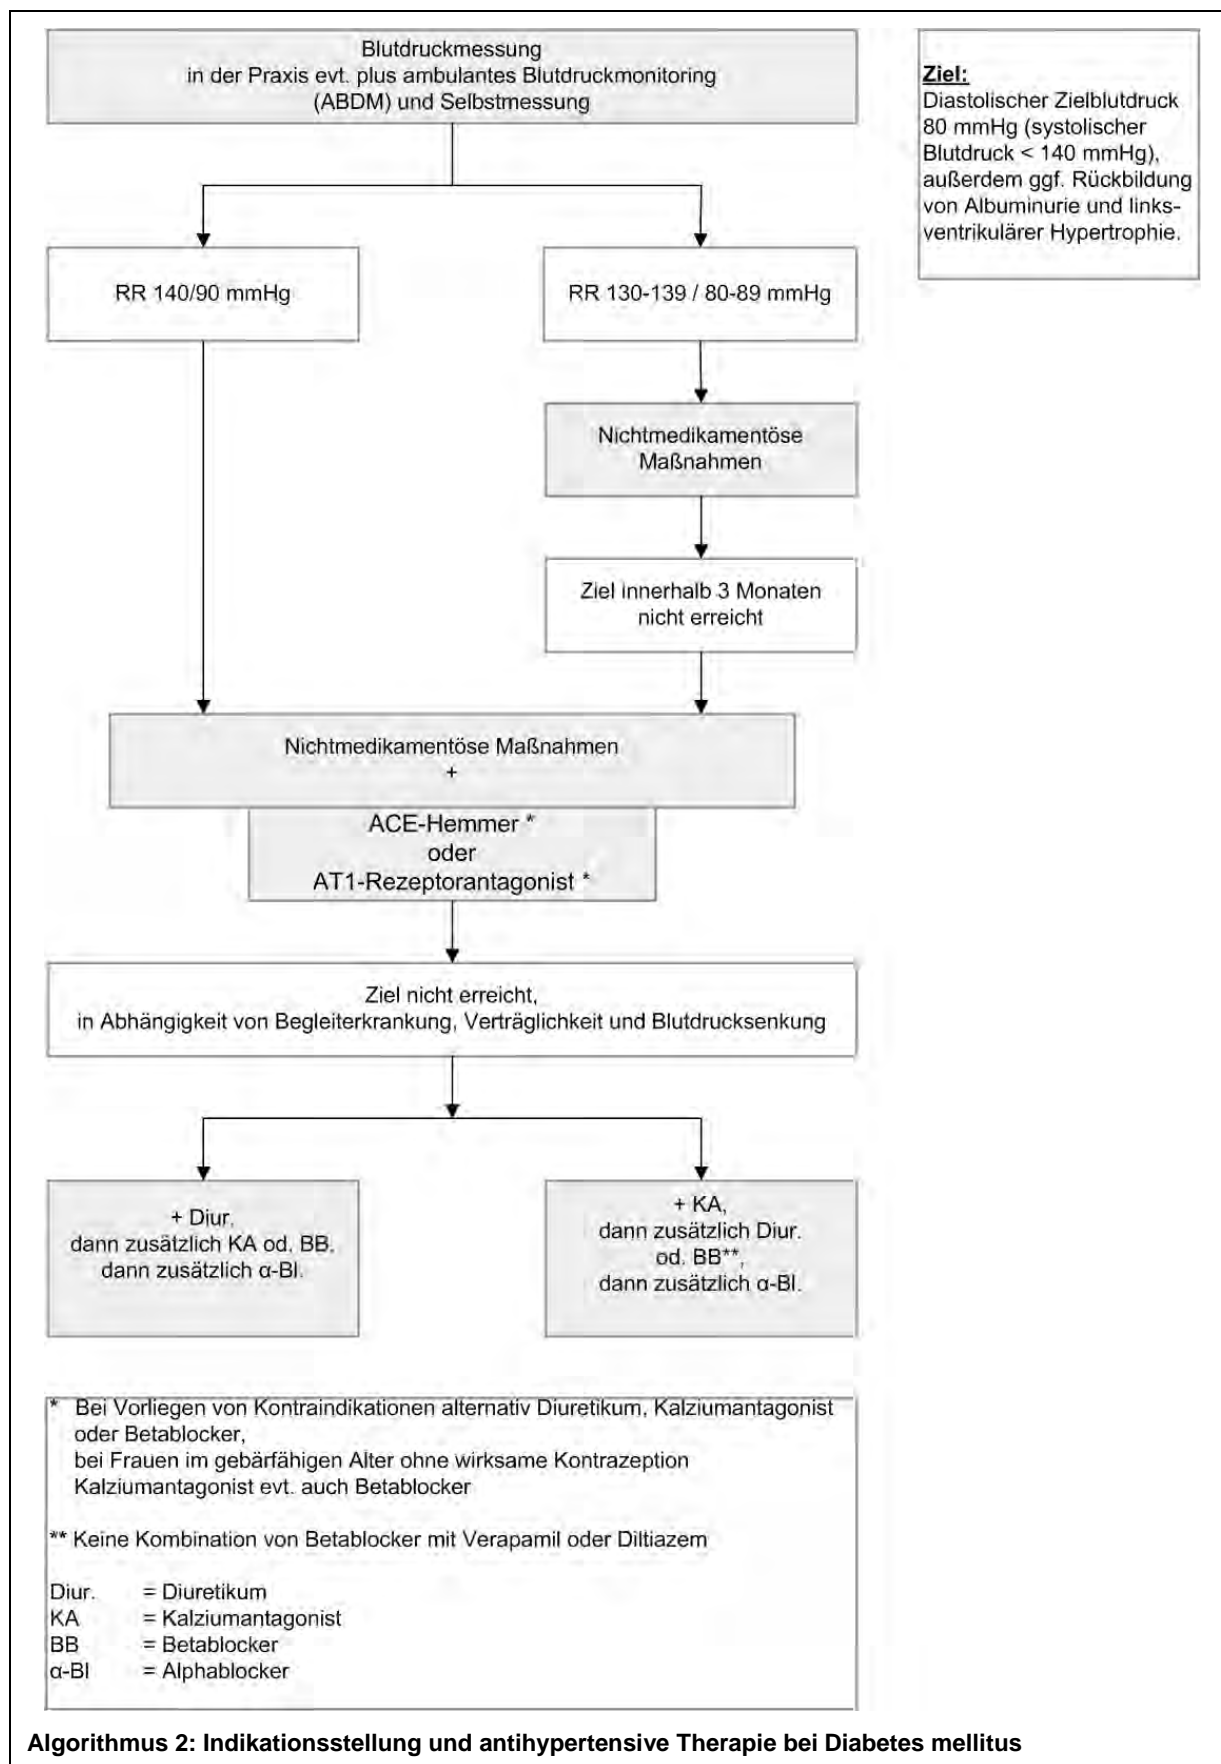 Blutdruckmessung
in der Praxis evt. plus ambulantes Blutdruckmonitoring
(ABDM) und Selbstmessung
Ziel:
Diastolischer Zielblutdruck
80 mmHg (systolischer
Blutdruck < 140 mmHg),
außerdem ggf. Rückbildung
von Albuminurie und links-
ventrikulärer Hypertrophie.
RR 140/90 mmHg
RR 130-139 / 80-89 mmHg
Nichtmedikamentöse
Maßnahmen
Ziel innerhalb 3 Monaten
nicht erreicht
Nichtmedikamentöse Maßnahmen
+
ACE-Hemmer *
oder
AT1-Rezeptorantagonist *
Ziel nicht erreicht,
in Abhängigkeit von Begleiterkrankung, Verträglichkeit und Blutdrucksenkung
+ Diur.
dann zusätzlich KA od. BB,
dann zusätzlich α-Bl.
+ KA,
dann zusätzlich Diur.
od. BB**,
dann zusätzlich α-Bl.
* Bei Vorliegen von Kontraindikationen alternativ Diuretikum, Kalziumantagonist
oder Betablocker,
bei Frauen im gebärfähigen Alter ohne wirksame Kontrazeption
Kalziumantagonist evt. auch Betablocker
** Keine Kombination von Betablocker mit Verapamil oder Diltiazem
Diur. = Diuretikum
KA = Kalziumantagonist
BB = Betablocker
α-Bl = Alphablocker
Algorithmus 2: Indikationsstellung und antihypertensive Therapie bei Diabetes mellitus